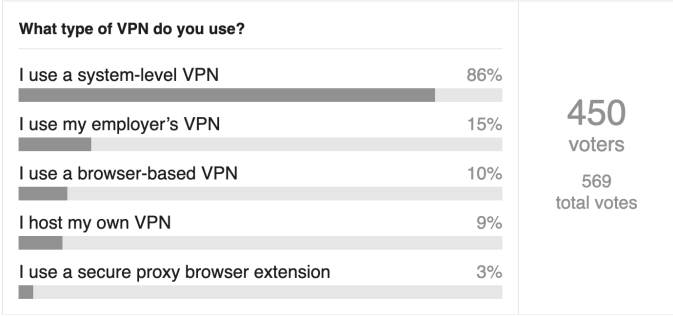 What type of VPN do you use?
I use a system-level VPN 86%
I use my employer’s VPN 15%
I use a browser-based VPN 10%
I host my own VPN 9%
I use a secure proxy browser extension 3%
450
voters
569
total votes